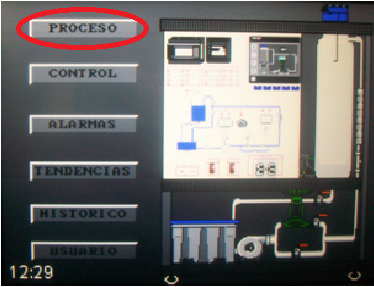 PROCESO
CONTROL
ALARMAS
TENDENCIAS
HISTORICO
USUARIO
12:29